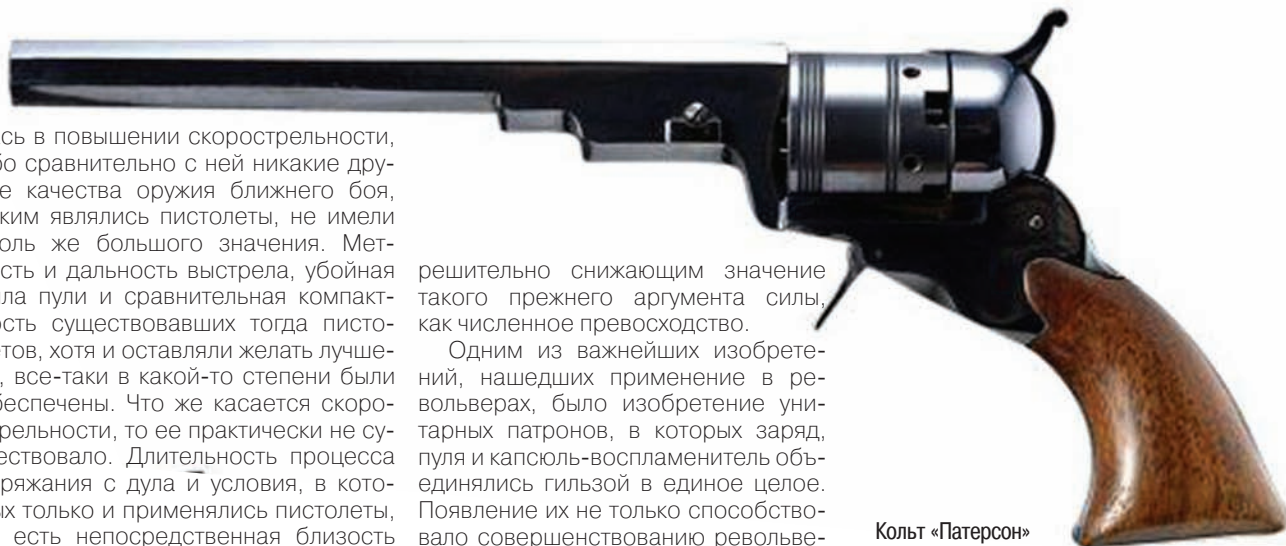 сь в повышении скорострельности,
бо сравнительно с ней никакие дру-
е качества оружия ближнего боя,
ким являлись пистолеты, не имели
оль же большого значения. Мет-
сть и дальность выстрела, убойная
ла пули и сравнительная компакт-
ость существовавших тогда писто-
етов, хотя и оставляли желать лучше-
, все-таки в какой-то степени были
беспечены. Что же касается скоро-
рельности, то ее практически не су-
ествовало. Длительность процесса
ряжания с дула и условия, в кото-
ых только и применялись пистолеты,
есть непосредственная близость
решительно снижающим значение
такого прежнего аргумента силы,
как численное превосходство.
Одним из важнейших изобрете-
ний, нашедших применение в ре-
вольверах, было изобретение уни-
тарных патронов, в которых заряд,
пуля и капсюль-воспламенитель объ-
единялись гильзой в единое целое.
Появление их не только способство-
вало совершенствованию револьве-
Кольт «Патерсон»